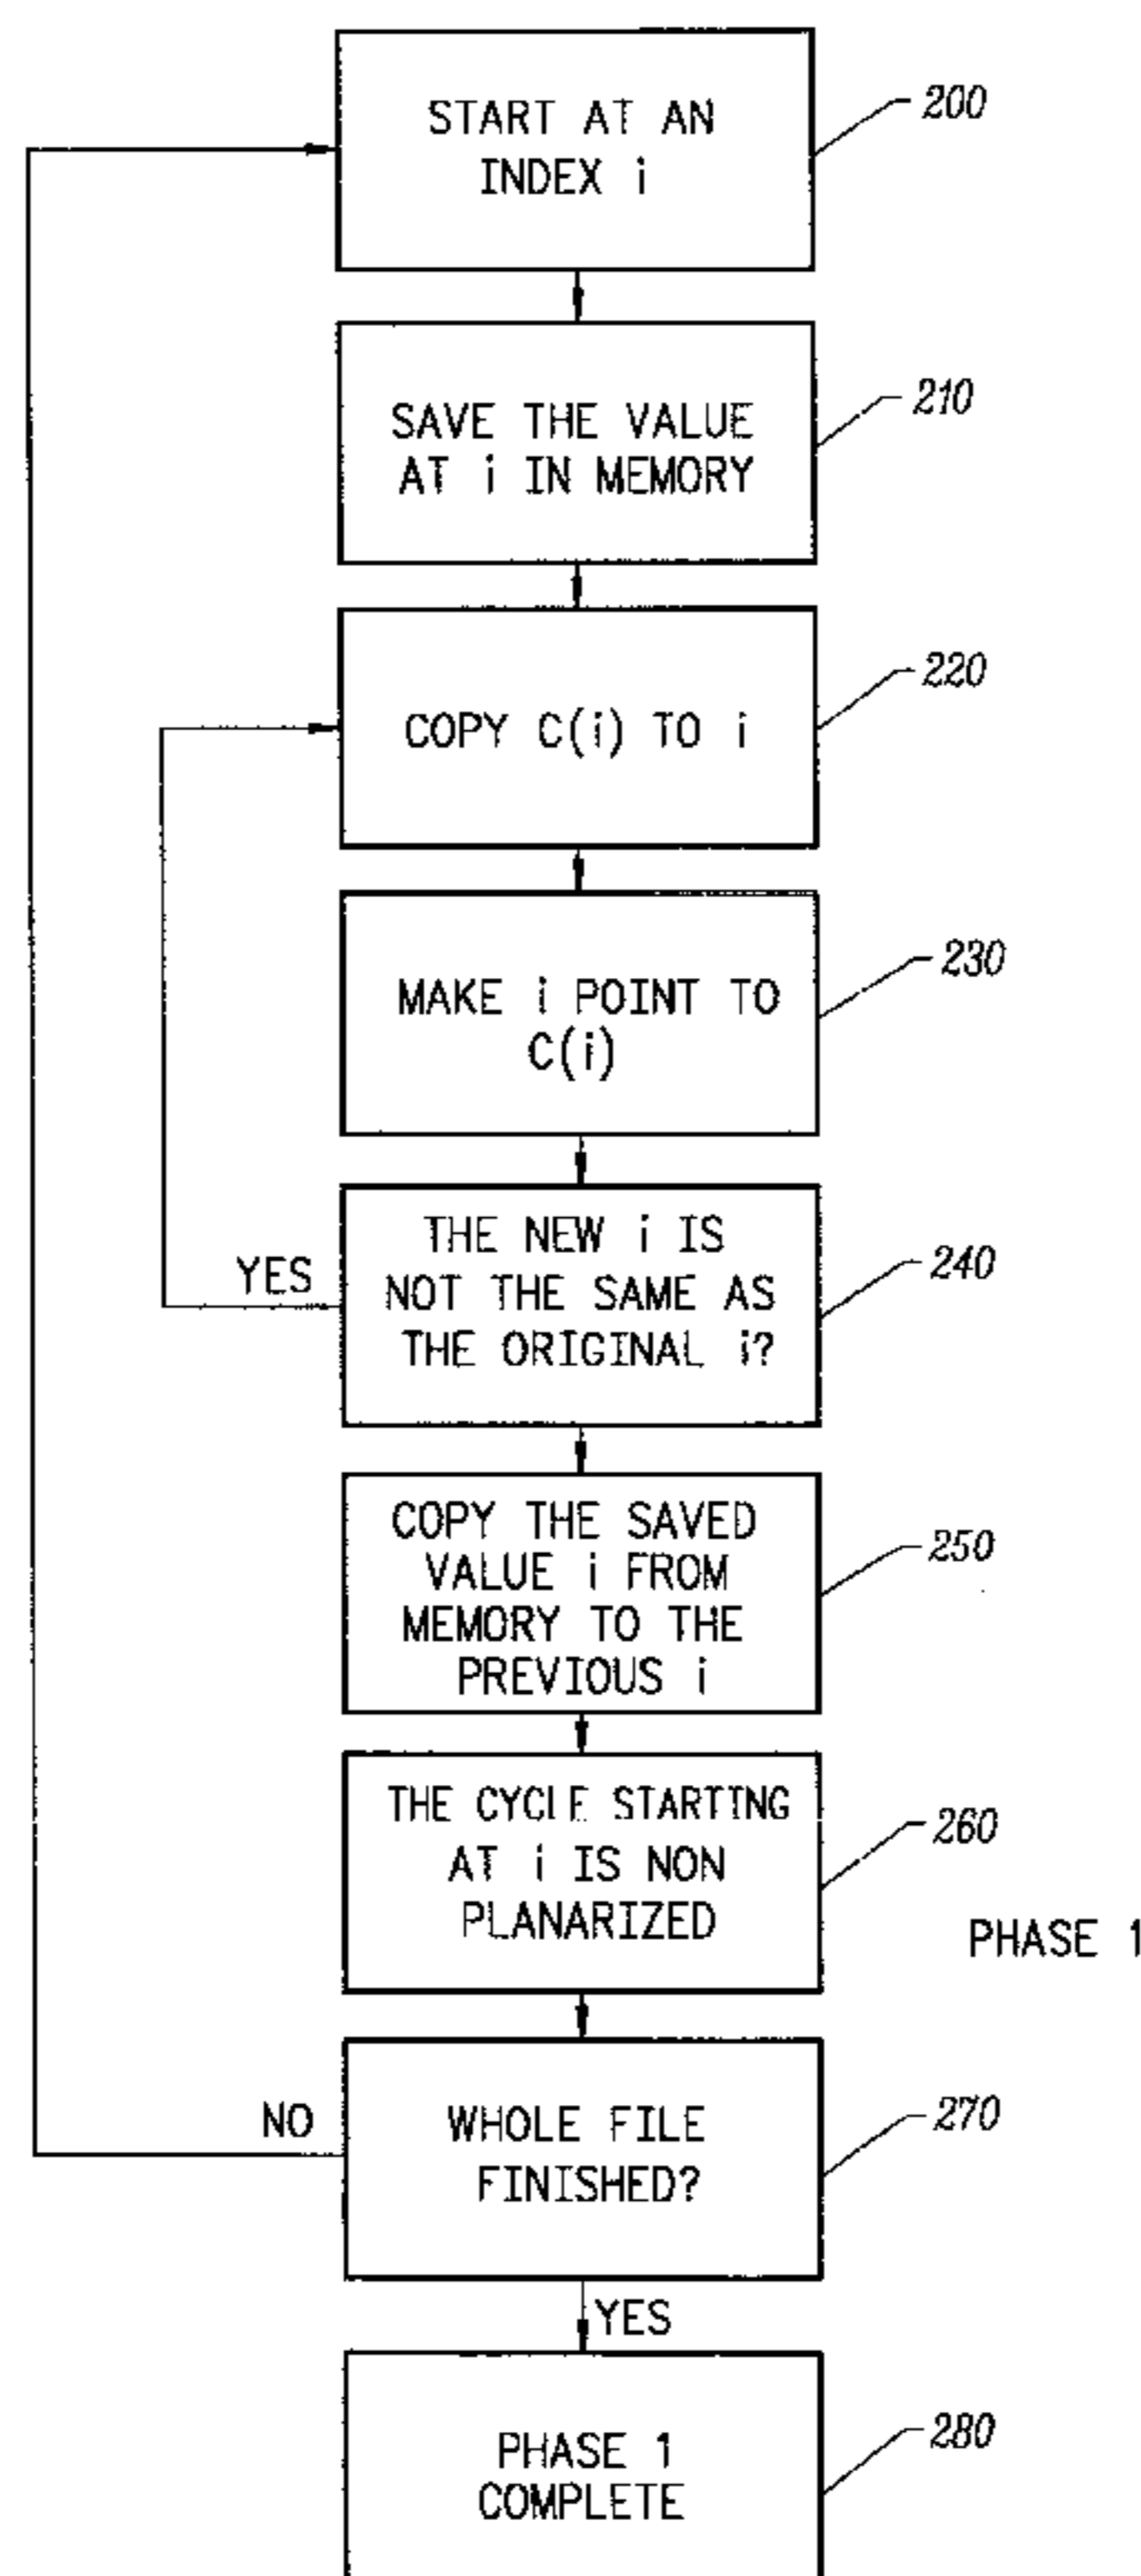 START AT AN
INDEX i
200
SAVE THE VALUE
AT i IN MEMORY
210
COPY C(i) TO i
220
MAKE i POINT TO
C(i)
230
THE NEW i IS
NOT THE SAME AS
THE ORIGINAL i?
240
YES
COPY THE SAVED
VALUE i FROM
MEMORY TO THE
PREVIOUS i
250
THE CYCLE STARTING
AT i IS NON
PLANARIZED
260
PHASE 1
WHOLE FILE
FINISHED?
270
NO
YES
PHASE 1
COMPLETE
280